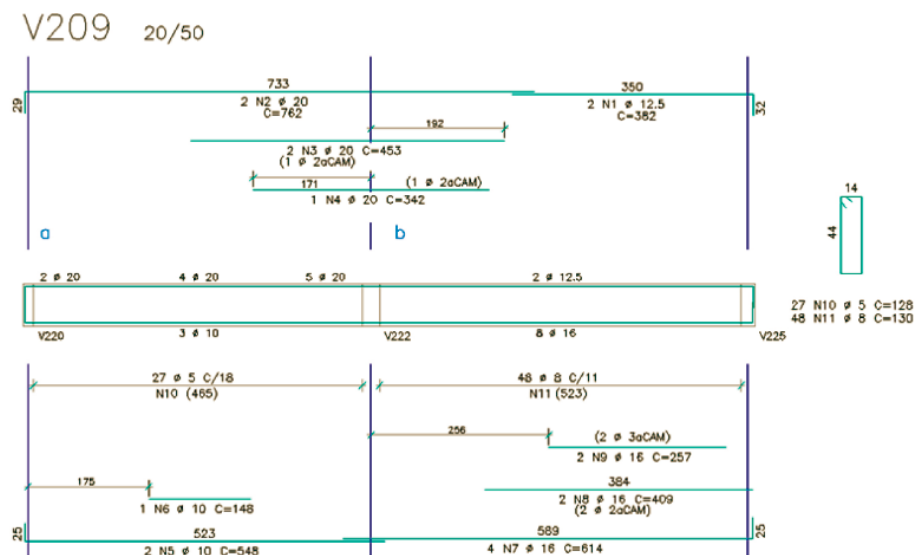 V209 20/50
733
350
29
2 N2 ø 20
C=762
2 N1 ø 12.5
C=382
32
192
2 N3 ø 20 C=453
(1 ø 2aCAM)
171
(1 ø 2aCAM)
1 N4 ø 20 C=342
14
44
a
b
2 ø 20
4 ø 20
5 ø 20
2 ø 12.5
27 N10 ø 5 C=128
48 N11 ø 8 C=130
V220
3 ø 10
V222
8 ø 16
V225
27 ø 5 C/18
N10 (465)
48 ø 8 C/11
N11 (523)
256
(2 ø 3aCAM)
2 N9 ø 16 C=257
175
384
1 N6 ø 10 C=148
2 N8 ø 16 C=409
(2 ø 2aCAM)
25
523
589
25
2 N5 ø 10 C=548
4 N7 ø 16 C=614